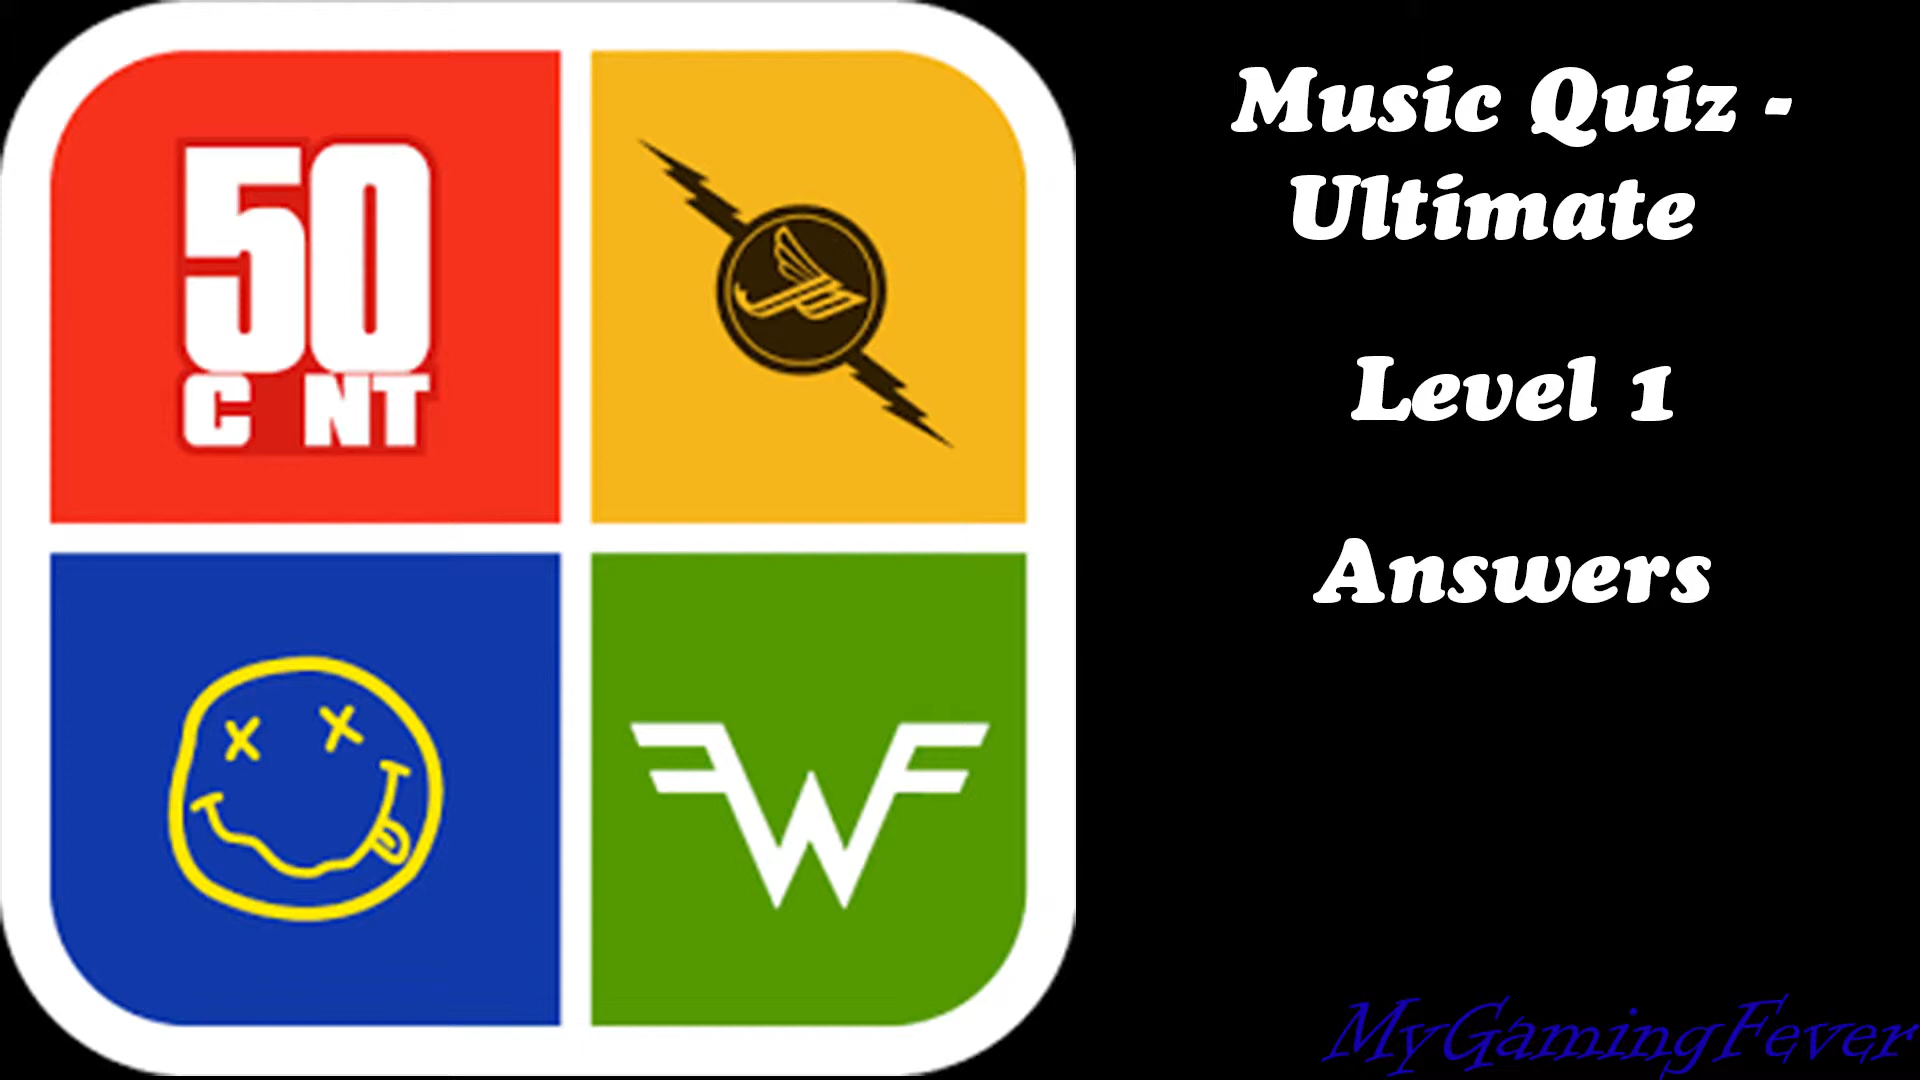 50
C NT
Music Quiz -
Ultimate
Level 1
Answers
X X
W
MyGamingFever